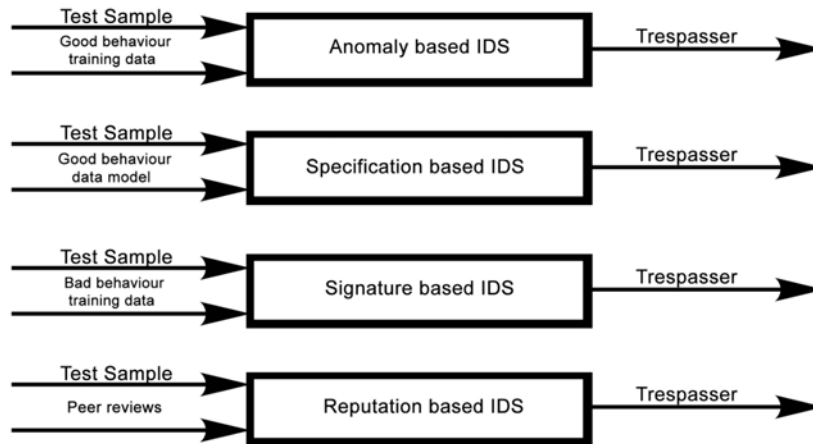 Test Sample
Good behaviour
training data
Anomaly based IDS
Trespasser
Test Sample
Good behaviour
data model
Specification based IDS
Trespasser
Test Sample
Bad behaviour
training data
Signature based IDS
Trespasser
Test Sample
Peer reviews
Reputation based IDS
Trespasser